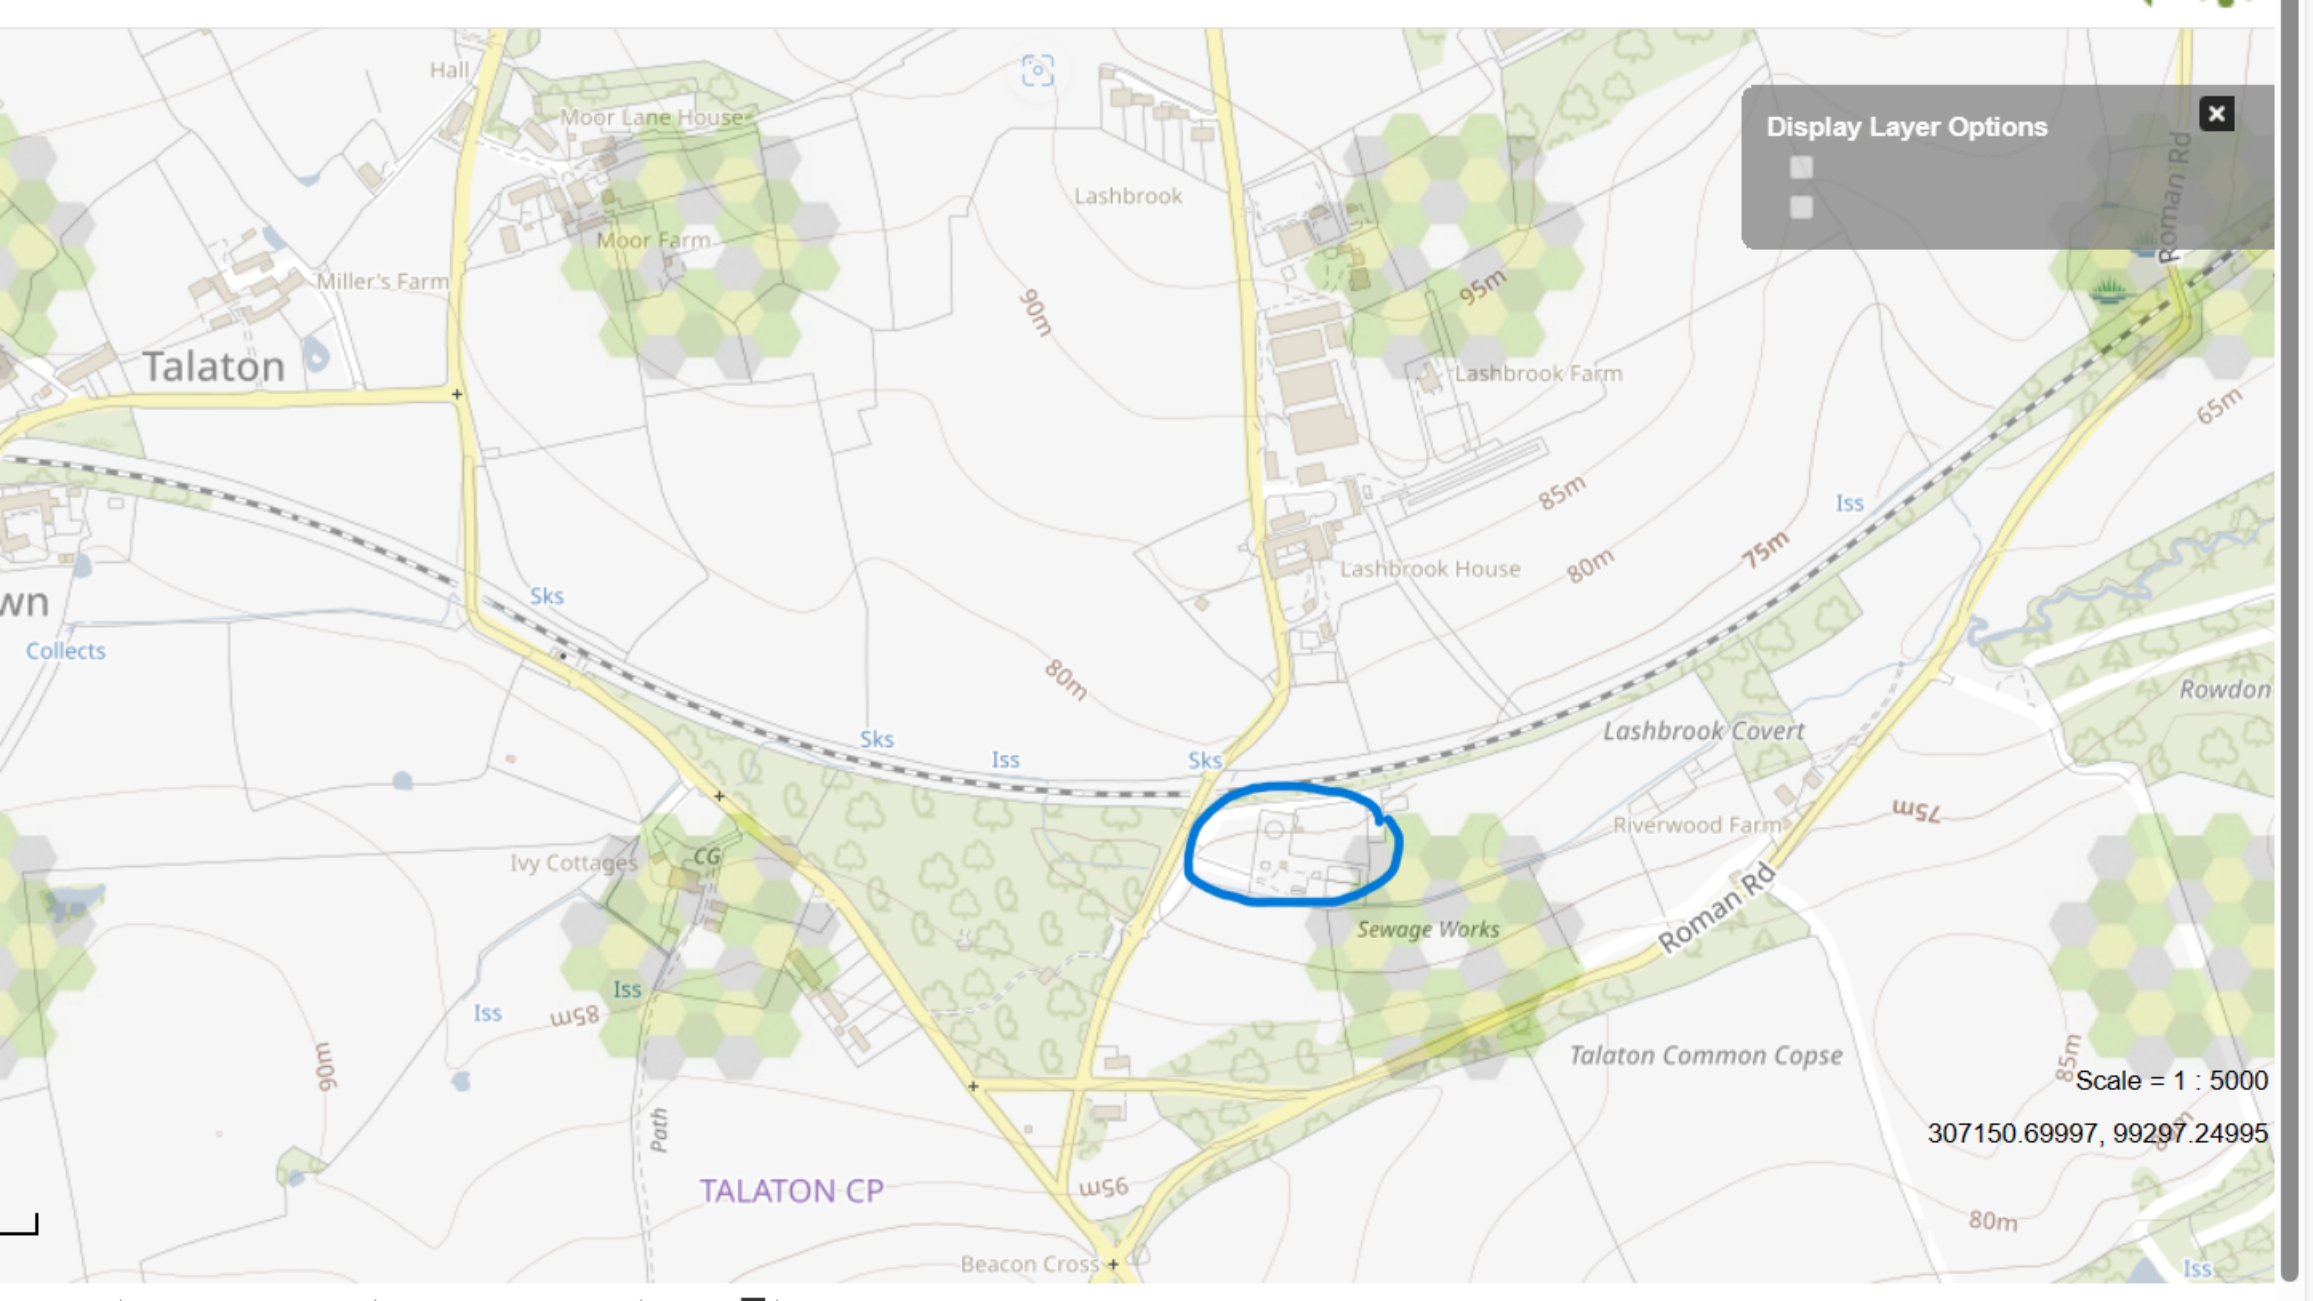 Hall
Moor Lane House
Display Layer Options
Roman Rd
Lashbrook
Moor Farm
Miller's Farm
90m
95m
Talaton
Lashbrook Farm
65m
85m
Iss
75m
80m
Lashbrook House
Sks
wn
Collects
80m
Rowdon
Lashbrook Covert
Sks
Iss
Sks
75m
Riverwood Farm
Ivy Cottages
CG
Sewage Works
Roman Rd
Iss
Iss
85m
90m
Talaton Common Copse
85m
Scale = 1 : 5000
Path
307150.69997, 99297.24995
TALATON CP
95m
80m
Beacon Cross
Iss